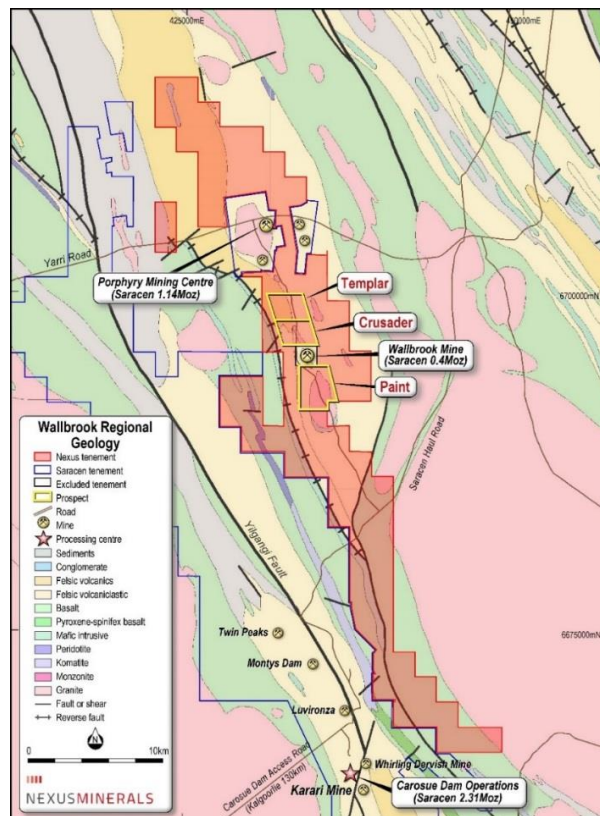 425000mE
Yarri Road
Porphyry Mining Centre
(Saracen 1.14Moz)
Templar
6700000mN
Crusader
Wallbrook Mine
(Saracen 0.4Moz)
Paint
Saracen Haul Road
Yilgangi Fault
Wallbrook Regional
Geology
Nexus tenement
Saracen tenement
Excluded tenement
Prospect
Road
Mine
Processing centre
Sediments
Conglomerate
Felsic volcanics
Felsic volcaniclastic
Basalt
Pyroxene-spinifex basalt
Mafic intrusive
Peridotite
Komatite
Monzonite
Granite
Fault or shear
Reverse fault
N
0 10km
NEXUSMINERALS
6675000mN
Twin Peaks
Montys Dam
Luvironza
Carosue Dam Access Road
(Kalgoorlie 130km)
Whirling Dervish Mine
Karari Mine
Carosue Dam Operations
(Saracen 2.31Moz)